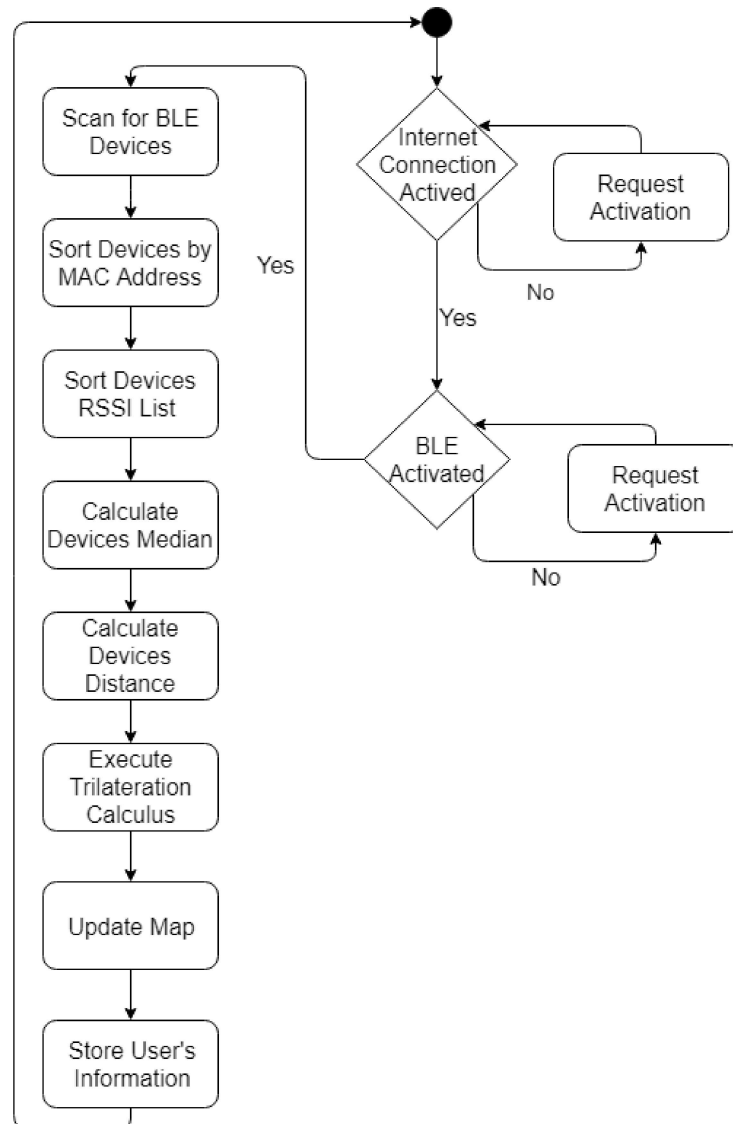 Internet
Connection
Actived
Request
Activation
No
Yes
BLE
Activated
Request
Activation
No
Yes
Scan for BLE
Devices
Sort Devices by
MAC Address
Sort Devices
RSSI List
Calculate
Devices Median
Calculate
Devices
Distance
Execute
Trilateration
Calculus
Update Map
Store User's
Information